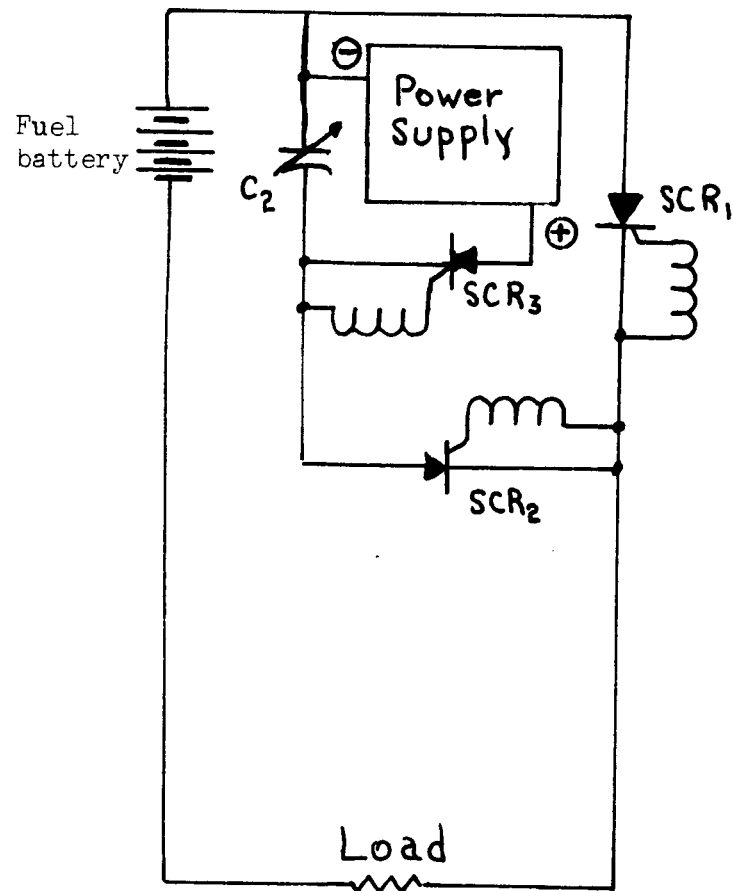 ⊖
Power
Supply
Fuel
battery
C₂
SCR₁
⊕
SCR₃
SCR₂
Load